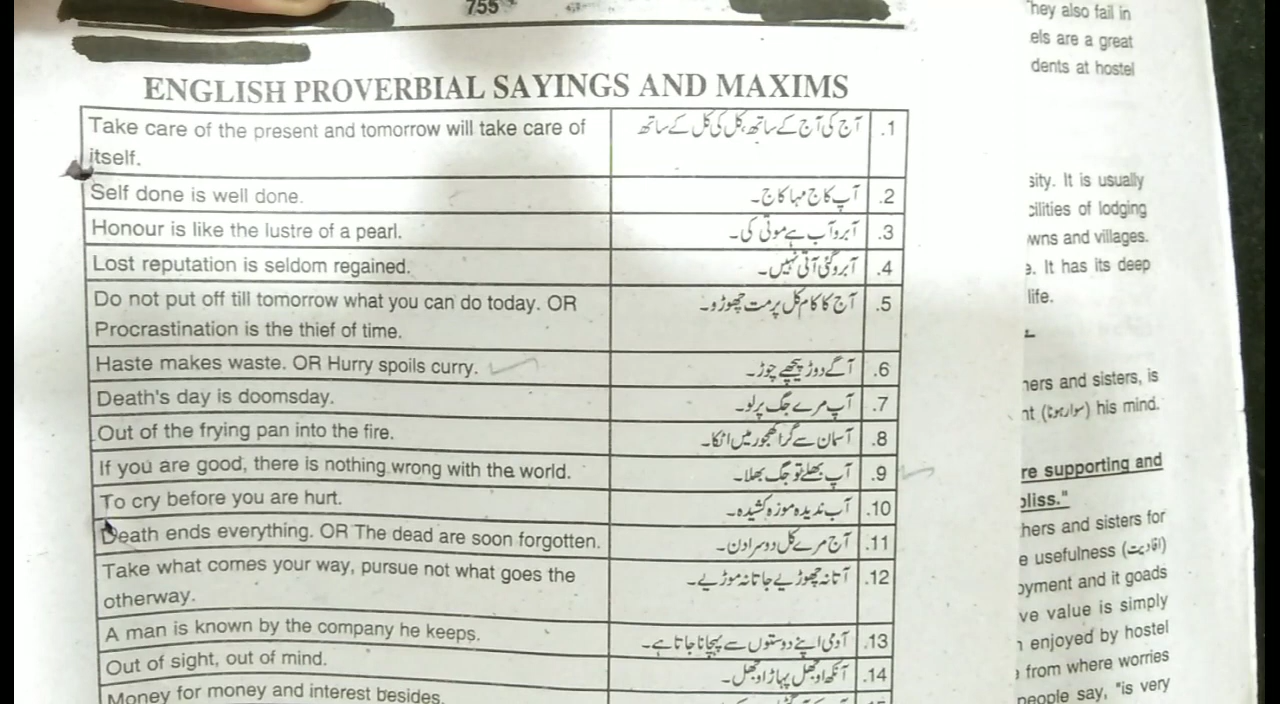 755
ENGLISH PROVERBIAL SAYINGS AND MAXIMS
Take care of the present and tomorrow will take care of
itself.
آج کی آج کے ساتھ، کل کی کل کے ساتھ
.1
Self done is well done.
آپ کاج مہا کاج۔
.2
Honour is like the lustre of a pearl.
آبرو آب ہے موتی کی۔
.3
Lost reputation is seldom regained.
آبرو گئی آتی نہیں۔
.4
Do not put off till tomorrow what you can do today. OR
Procrastination is the thief of time.
آج کا کام کل پر مت چھوڑو۔
.5
Haste makes waste. OR Hurry spoils curry.
آگے دوڑ پیچھے چوڑ۔
.6
Death's day is doomsday.
آپ مرے جگ پرلو۔
.7
Out of the frying pan into the fire.
آسمان سے گرا کھجور میں اٹکا۔
.8
If you are good, there is nothing wrong with the world.
آپ بھلے تو جگ بھلا۔
.9
To cry before you are hurt.
آب ندیدہ موزہ کشیدہ۔
.10
Death ends everything. OR The dead are soon forgotten.
آج مرے کل دوسرا دن۔
.11
Take what comes your way, pursue not what goes the
otherway.
آتا نہ چھوڑیے جاتا نہ موڑیے۔
.12
A man is known by the company he keeps.
آدمی اپنے دوستوں سے پہچانا جاتا ہے۔
.13
Out of sight, out of mind.
آنکھ اوجھل پہاڑ اوجھل۔
.14
Money for money and interest besides.
hey also fail in
els are a great
dents at hostel
sity. It is usually
cilities of lodging
wns and villages.
e. It has its deep
life.
hers and sisters, is
nt (سنوارنا) his mind.
re supporting and
bliss."
hers and sisters for
e usefulness (افادیت)
oyment and it goads
ve value is simply
enjoyed by hostel
from where worries
people say, "is very